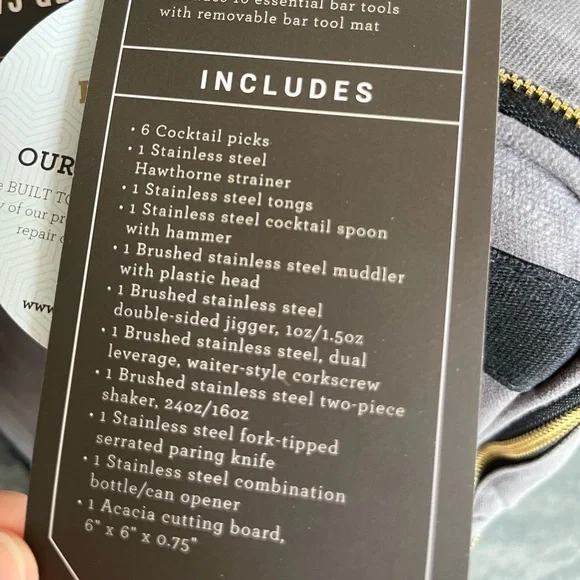 10 essential bar tools
with removable bar tool mat
INCLUDES
• 6 Cocktail picks
• 1 Stainless steel
Hawthorne strainer
• 1 Stainless steel tongs
• 1 Stainless steel cocktail spoon
with hammer
• 1 Brushed stainless steel muddler
with plastic head
• 1 Brushed stainless steel
double-sided jigger, 1oz/1.5oz
• 1 Brushed stainless steel, dual
leverage, waiter-style corkscrew
• 1 Brushed stainless steel two-piece
shaker, 24oz/16oz
• 1 Stainless steel fork-tipped
serrated paring knife
• 1 Stainless steel combination
bottle/can opener
• 1 Acacia cutting board,
6" x 6" x 0.75"
OUR
BUILT TO
of our pr
repair
www.